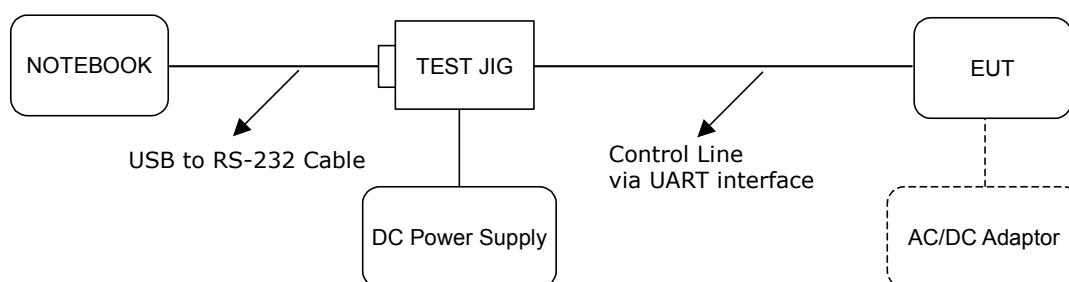 NOTEBOOK
TEST JIG
EUT
USB to RS-232 Cable
Control Line
via UART interface
DC Power Supply
AC/DC Adaptor